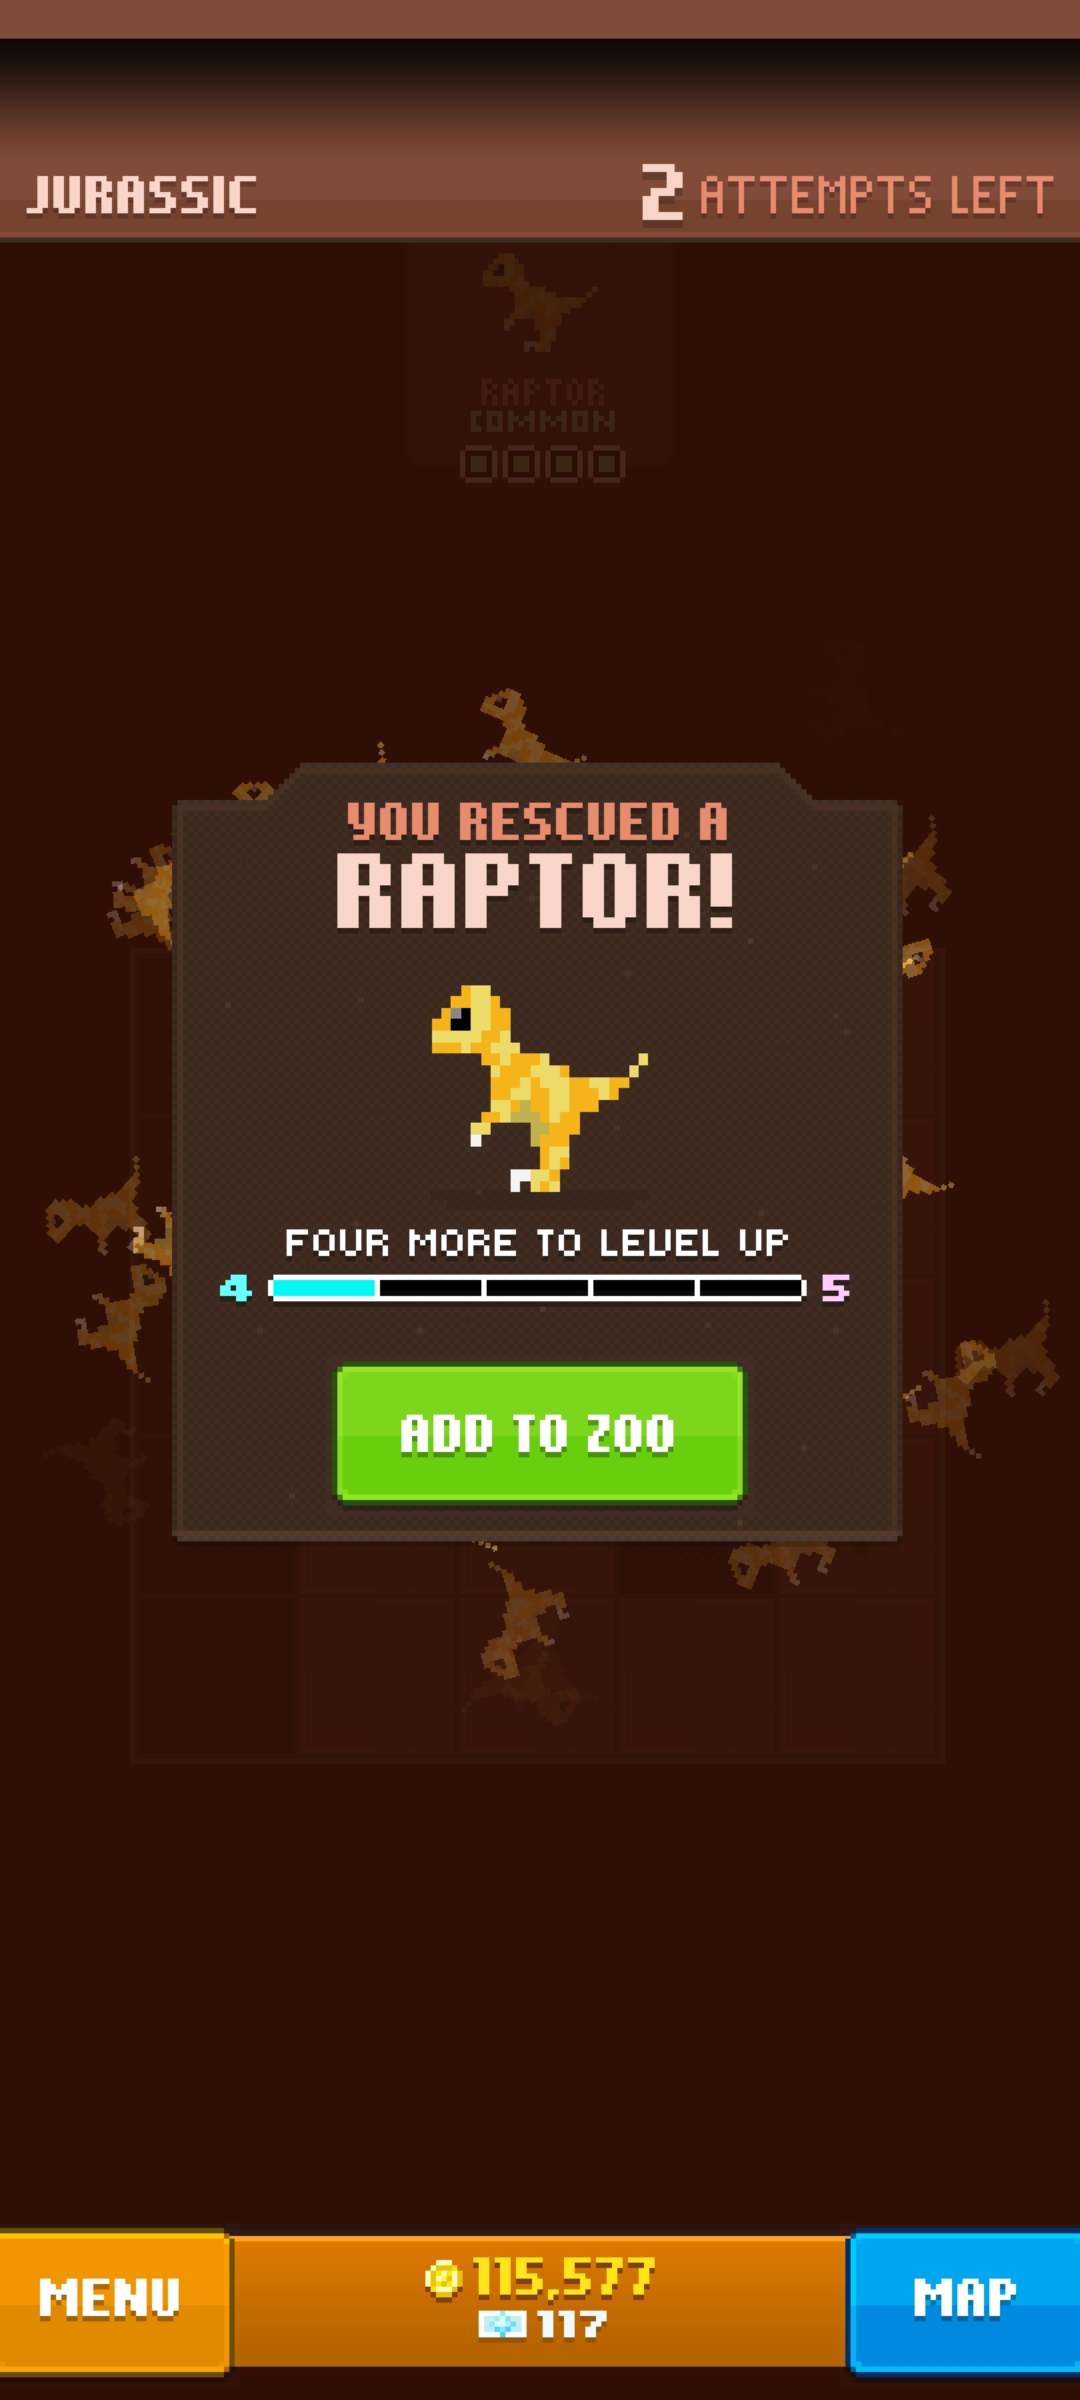 JURASSIC
2 ATTEMPTS LEFT
RAPTOR
COMMON
YOU RESCUED A
RAPTOR!
FOUR MORE TO LEVEL UP
4 5
ADD TO ZOO
MENU
115,577
117
MAP